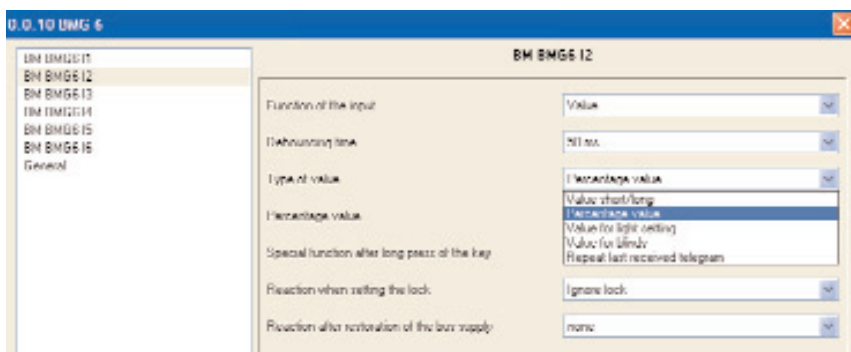 0.0.10 BMG 6
BM BMG6 I1
BM BMG6 I2
BM BMG6 I3
BM BMG6 I4
BM BMG6 I5
BM BMG6 I6
General
BM BMG6 I2
Function of the input
Value
Debouncing time
50 ms
Type of value
Percentage value
Value short/long
Percentage value
Value for light setting
Value for blinds
Repeat last received telegram
Percentage value
Special function after long press of the key
Reaction when setting the lock
Ignore lock
Reaction after restoration of the bus supply
none